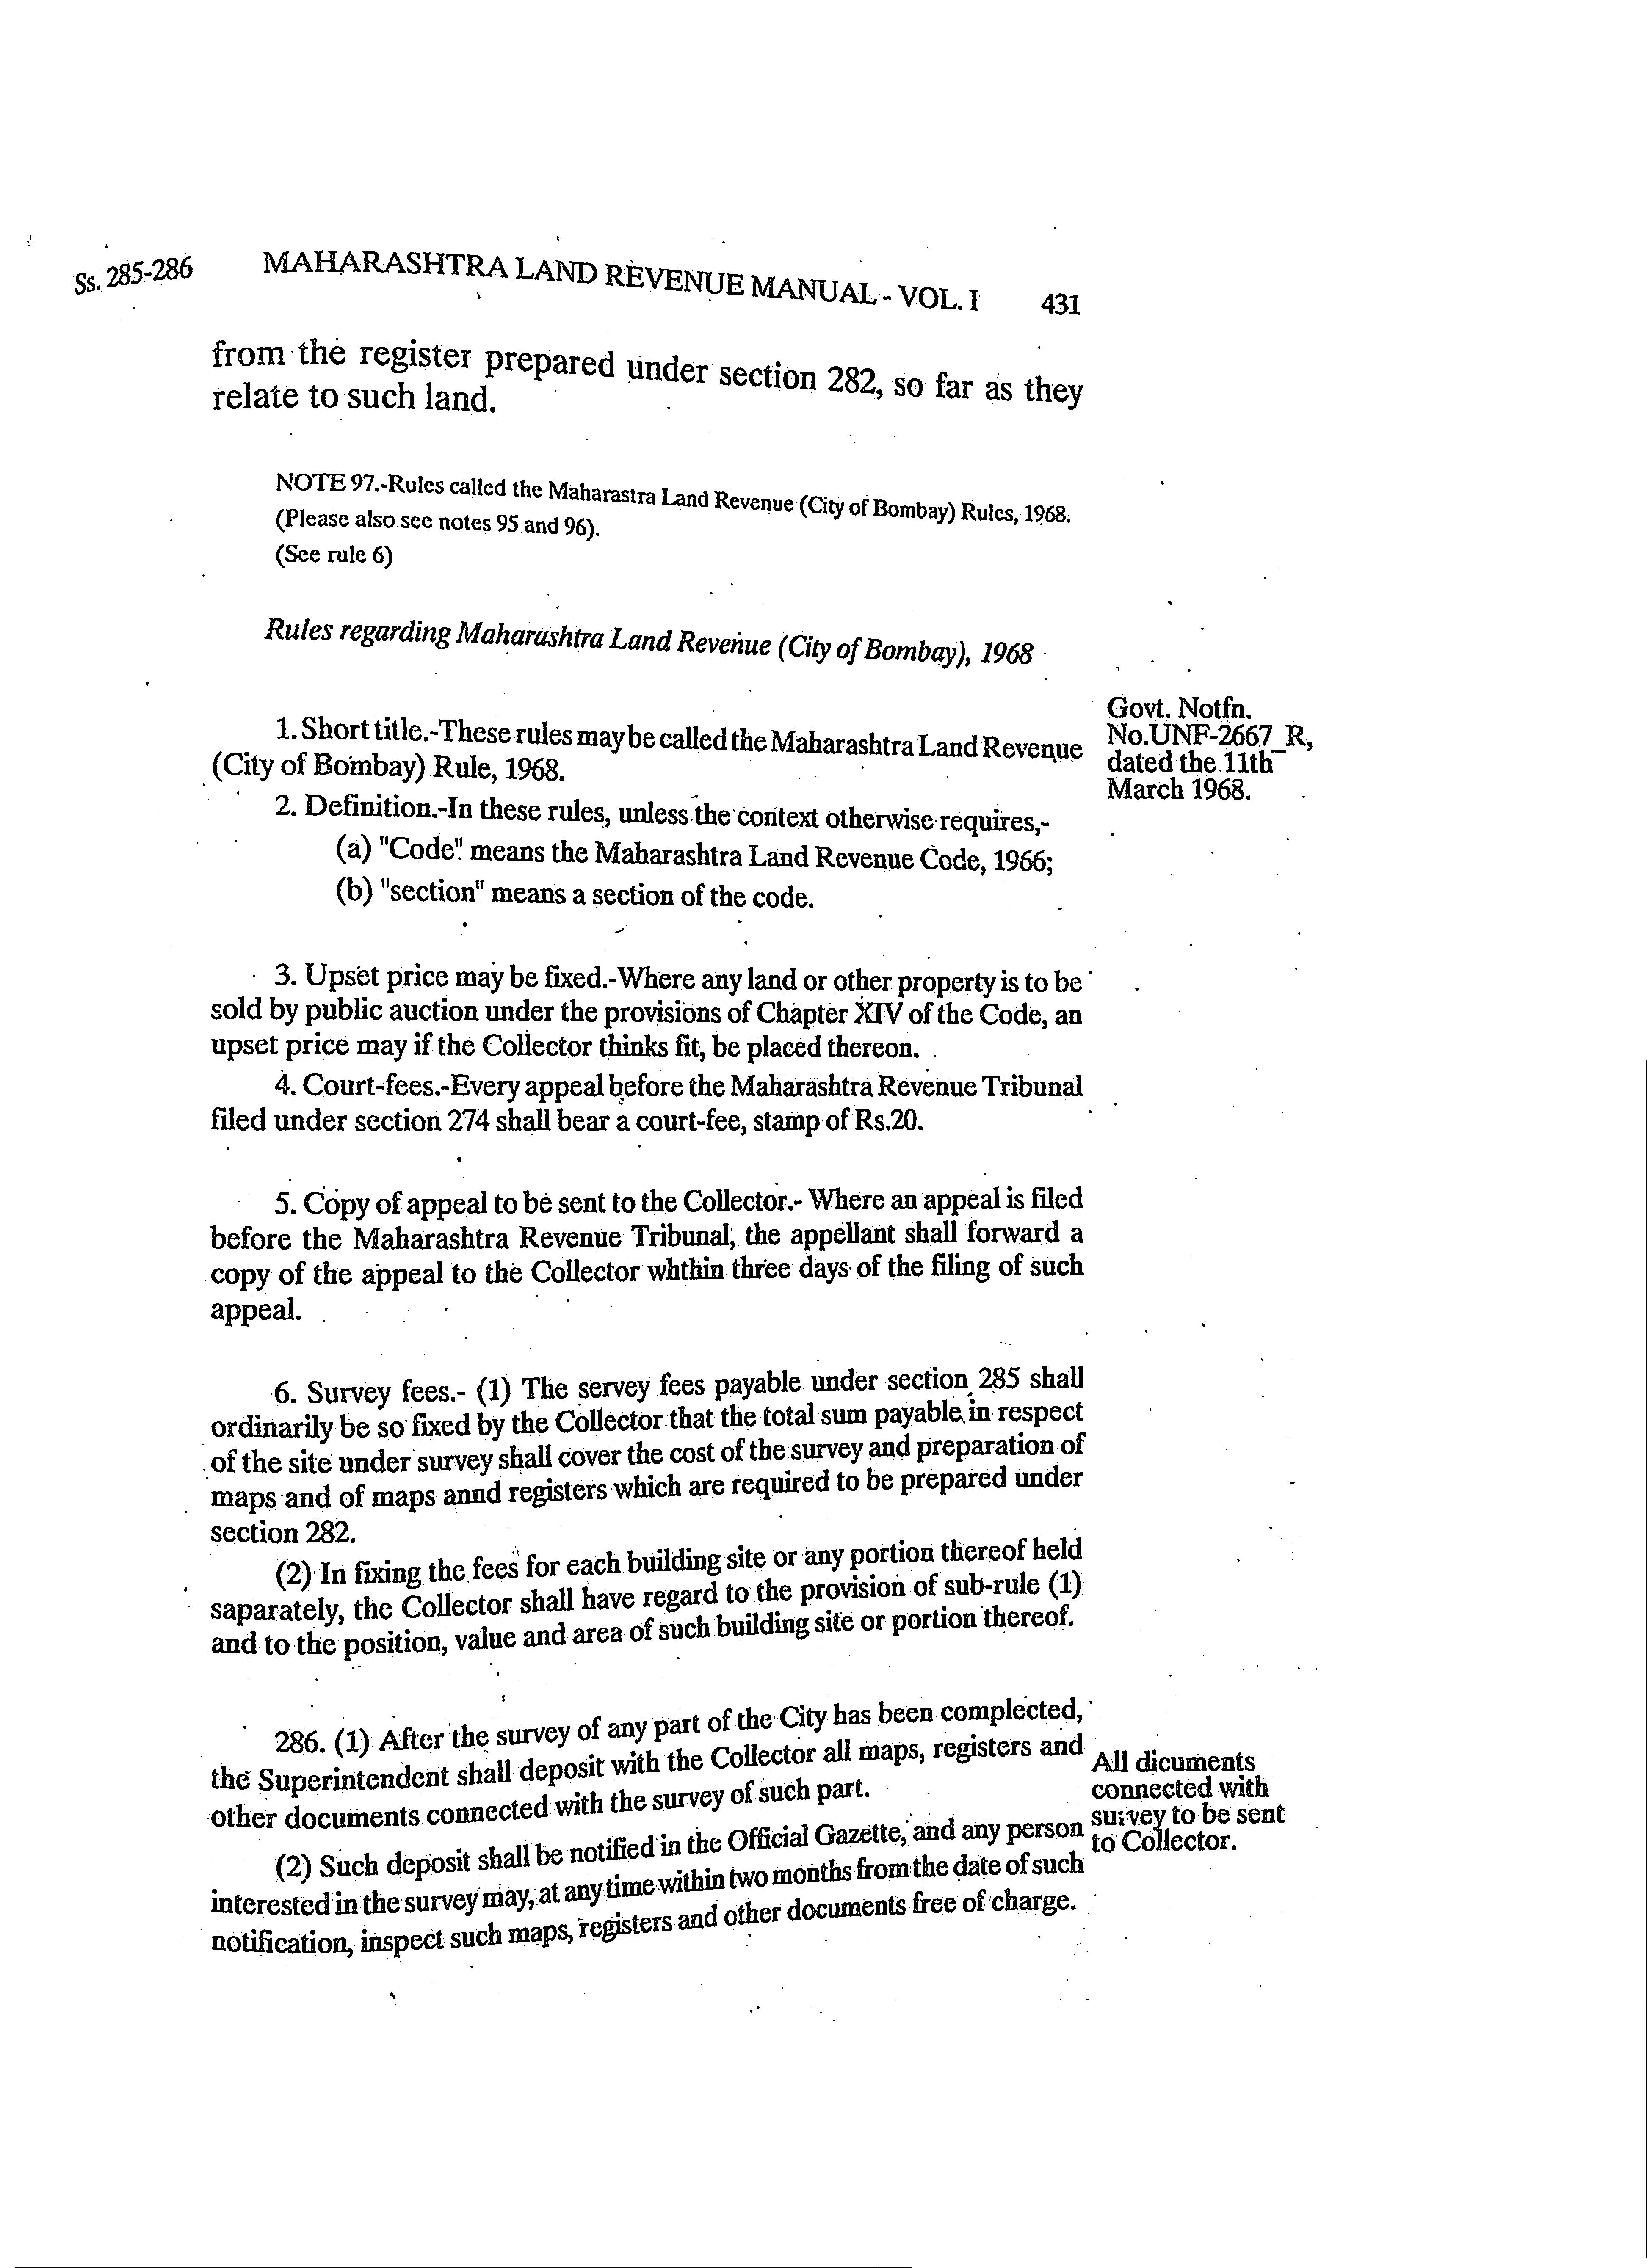 Ss. 285-286 MAHARASHTRA LAND REVENUE MANUAL - VOL. I 431
from the register prepared under section 282, so far as they
relate to such land.
NOTE 97.-Rules called the Maharastra Land Revenue (City of Bombay) Rules, 1968.
(Please also see notes 95 and 96).
(See rule 6)
Rules regarding Maharashtra Land Revenue (City of Bombay), 1968
1. Short title.-These rules may be called the Maharashtra Land Revenue
(City of Bombay) Rule, 1968.
Govt. Notfn.
No.UNF-2667_R,
dated the 11th
March 1968.
2. Definition.-In these rules, unless the context otherwise requires,-
(a) "Code" means the Maharashtra Land Revenue Code, 1966;
(b) "section" means a section of the code.
3. Upset price may be fixed.-Where any land or other property is to be
sold by public auction under the provisions of Chapter XIV of the Code, an
upset price may if the Collector thinks fit, be placed thereon.
4. Court-fees.-Every appeal before the Maharashtra Revenue Tribunal
filed under section 274 shall bear a court-fee, stamp of Rs.20.
5. Copy of appeal to be sent to the Collector.- Where an appeal is filed
before the Maharashtra Revenue Tribunal, the appellant shall forward a
copy of the appeal to the Collector whthin three days of the filing of such
appeal.
6. Survey fees.- (1) The servey fees payable under section 285 shall
ordinarily be so fixed by the Collector that the total sum payable in respect
of the site under survey shall cover the cost of the survey and preparation of
maps and of maps annd registers which are required to be prepared under
section 282.
(2) In fixing the fees for each building site or any portion thereof held
saparately, the Collector shall have regard to the provision of sub-rule (1)
and to the position, value and area of such building site or portion thereof.
286. (1) After the survey of any part of the City has been complected,
the Superintendent shall deposit with the Collector all maps, registers and
other documents connected with the survey of such part.
All dicuments
connected with
survey to be sent
to Collector.
(2) Such deposit shall be notified in the Official Gazette, and any person
interested in the survey may, at any time within two months from the date of such
notification, inspect such maps, registers and other documents free of charge.